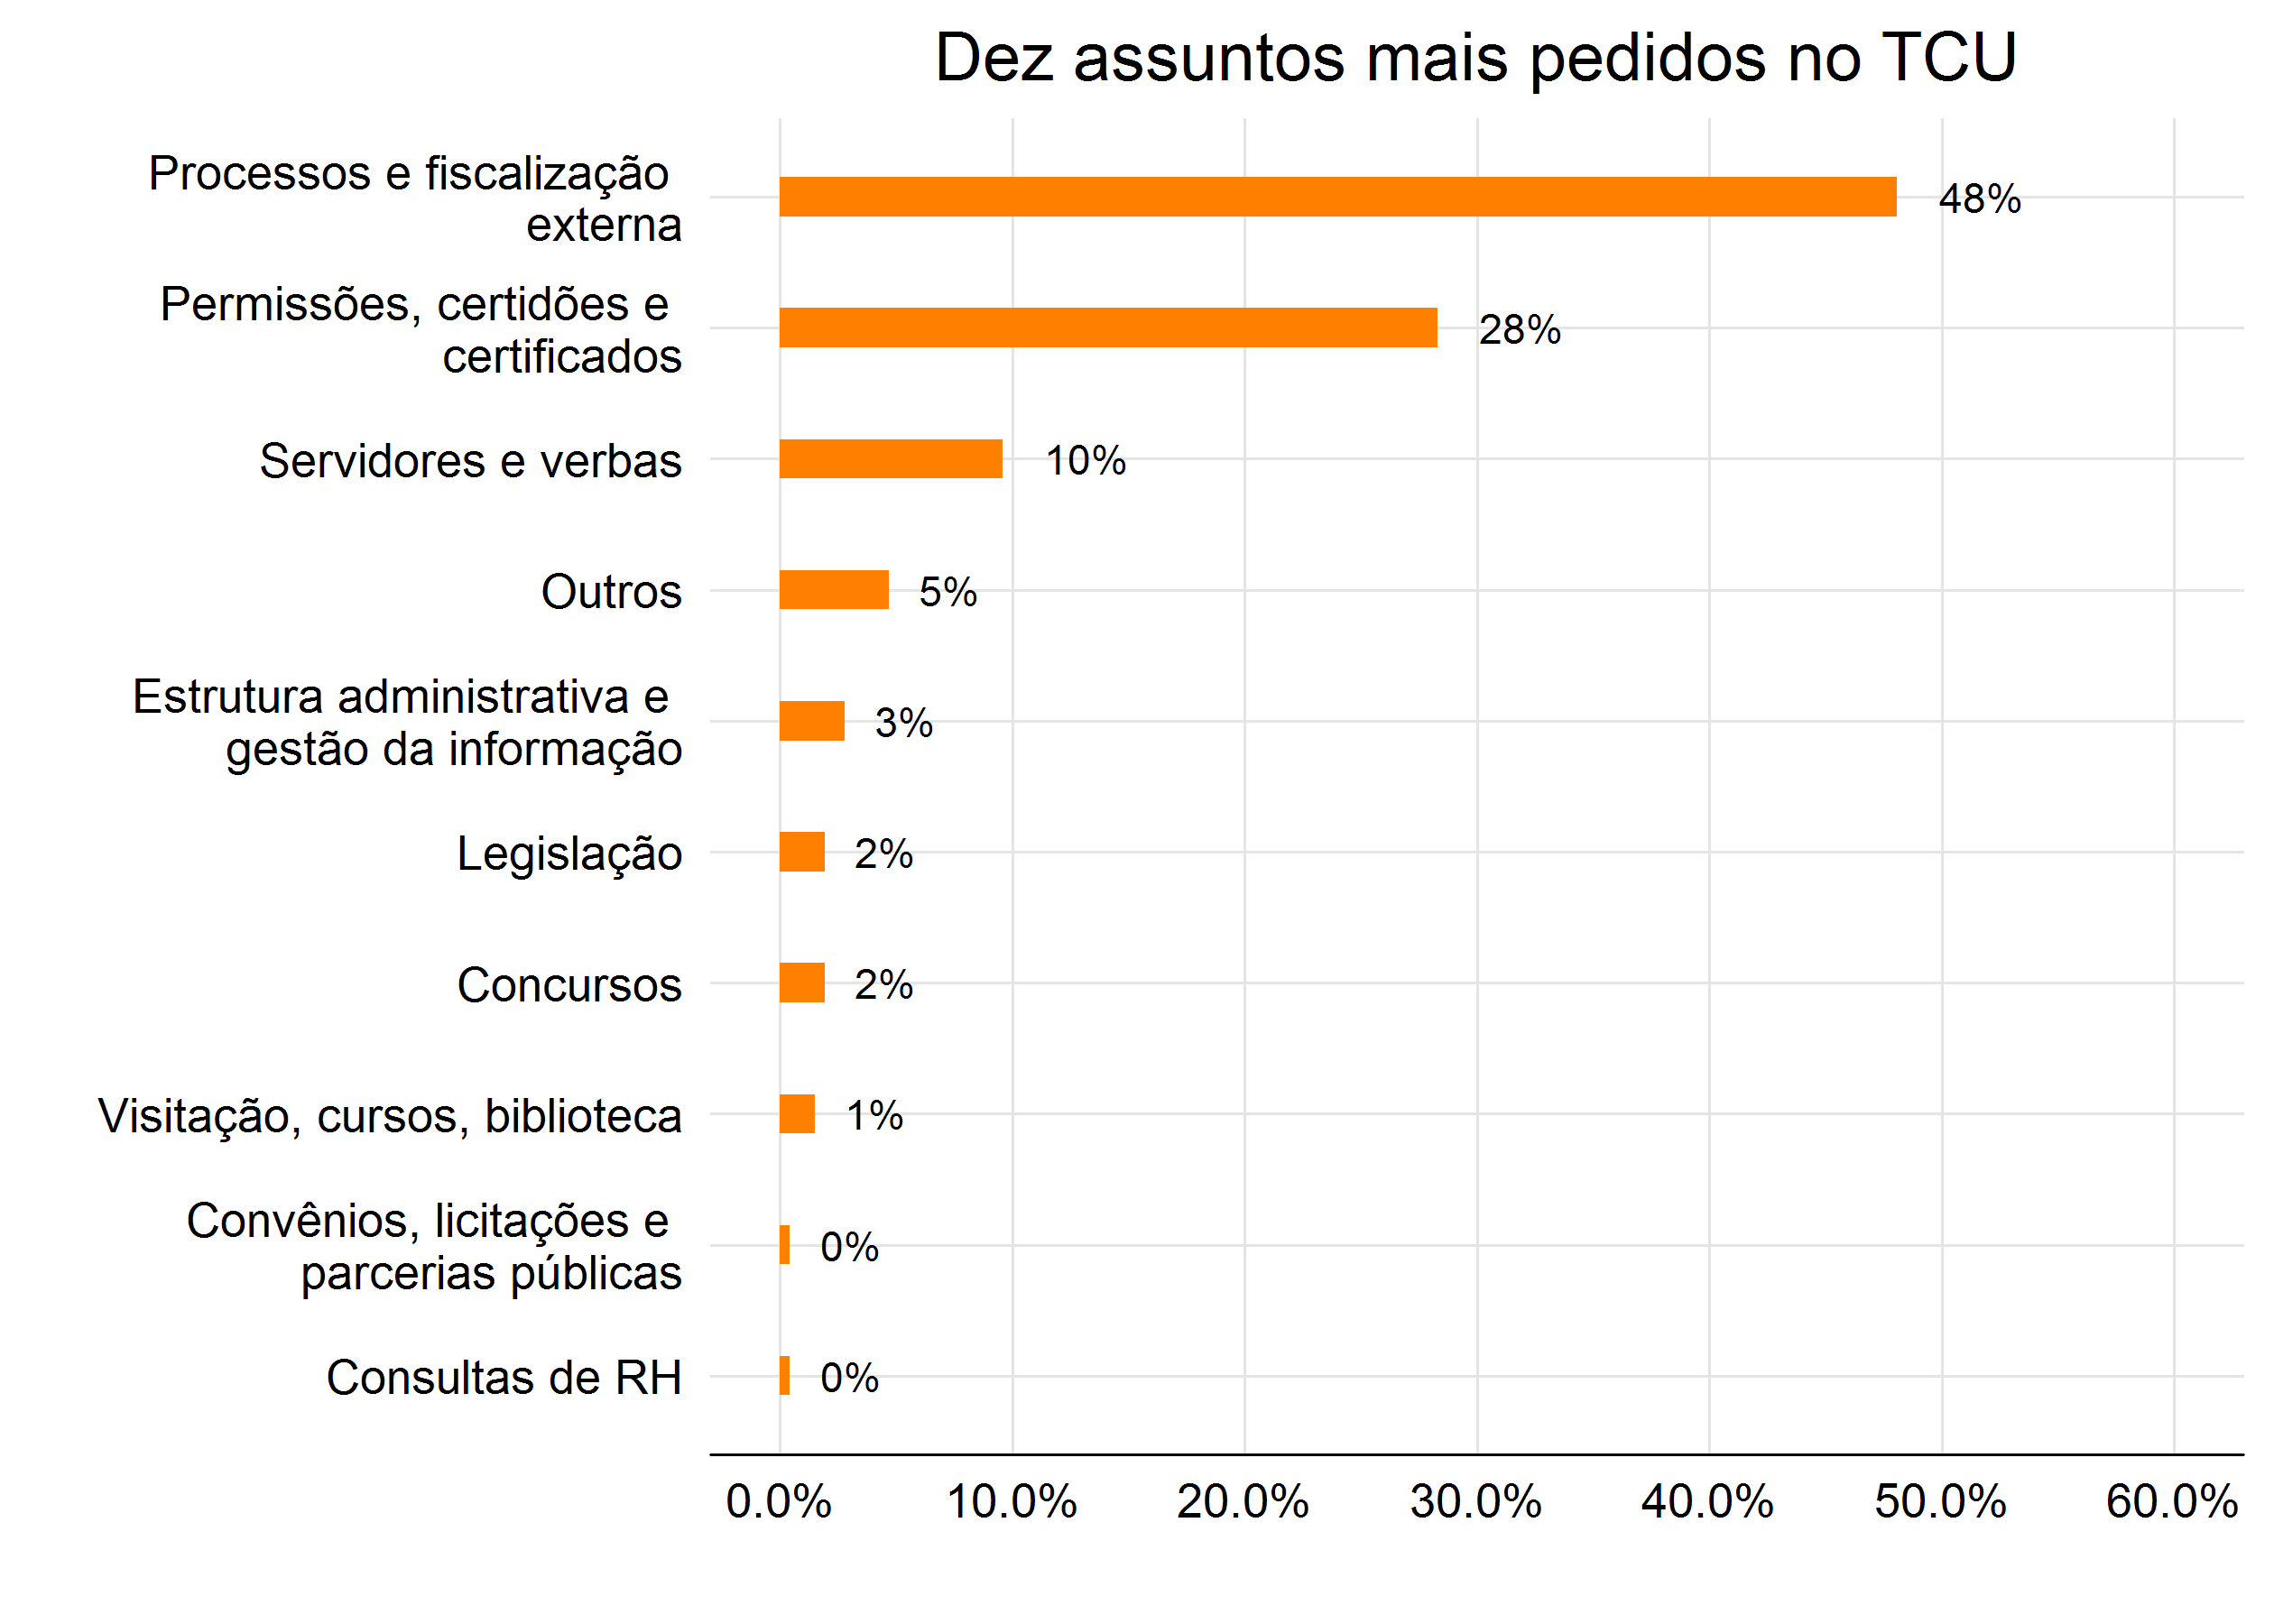 Dez assuntos mais pedidos no TCU
Processos e fiscalização
externa
48%
Permissões, certidões e
certificados
28%
Servidores e verbas
10%
Outros
5%
Estrutura administrativa e
gestão da informação
3%
Legislação
2%
Concursos
2%
Visitação, cursos, biblioteca
1%
Convênios, licitações e
parcerias públicas
0%
Consultas de RH
0%
0.0% 10.0% 20.0% 30.0% 40.0% 50.0% 60.0%